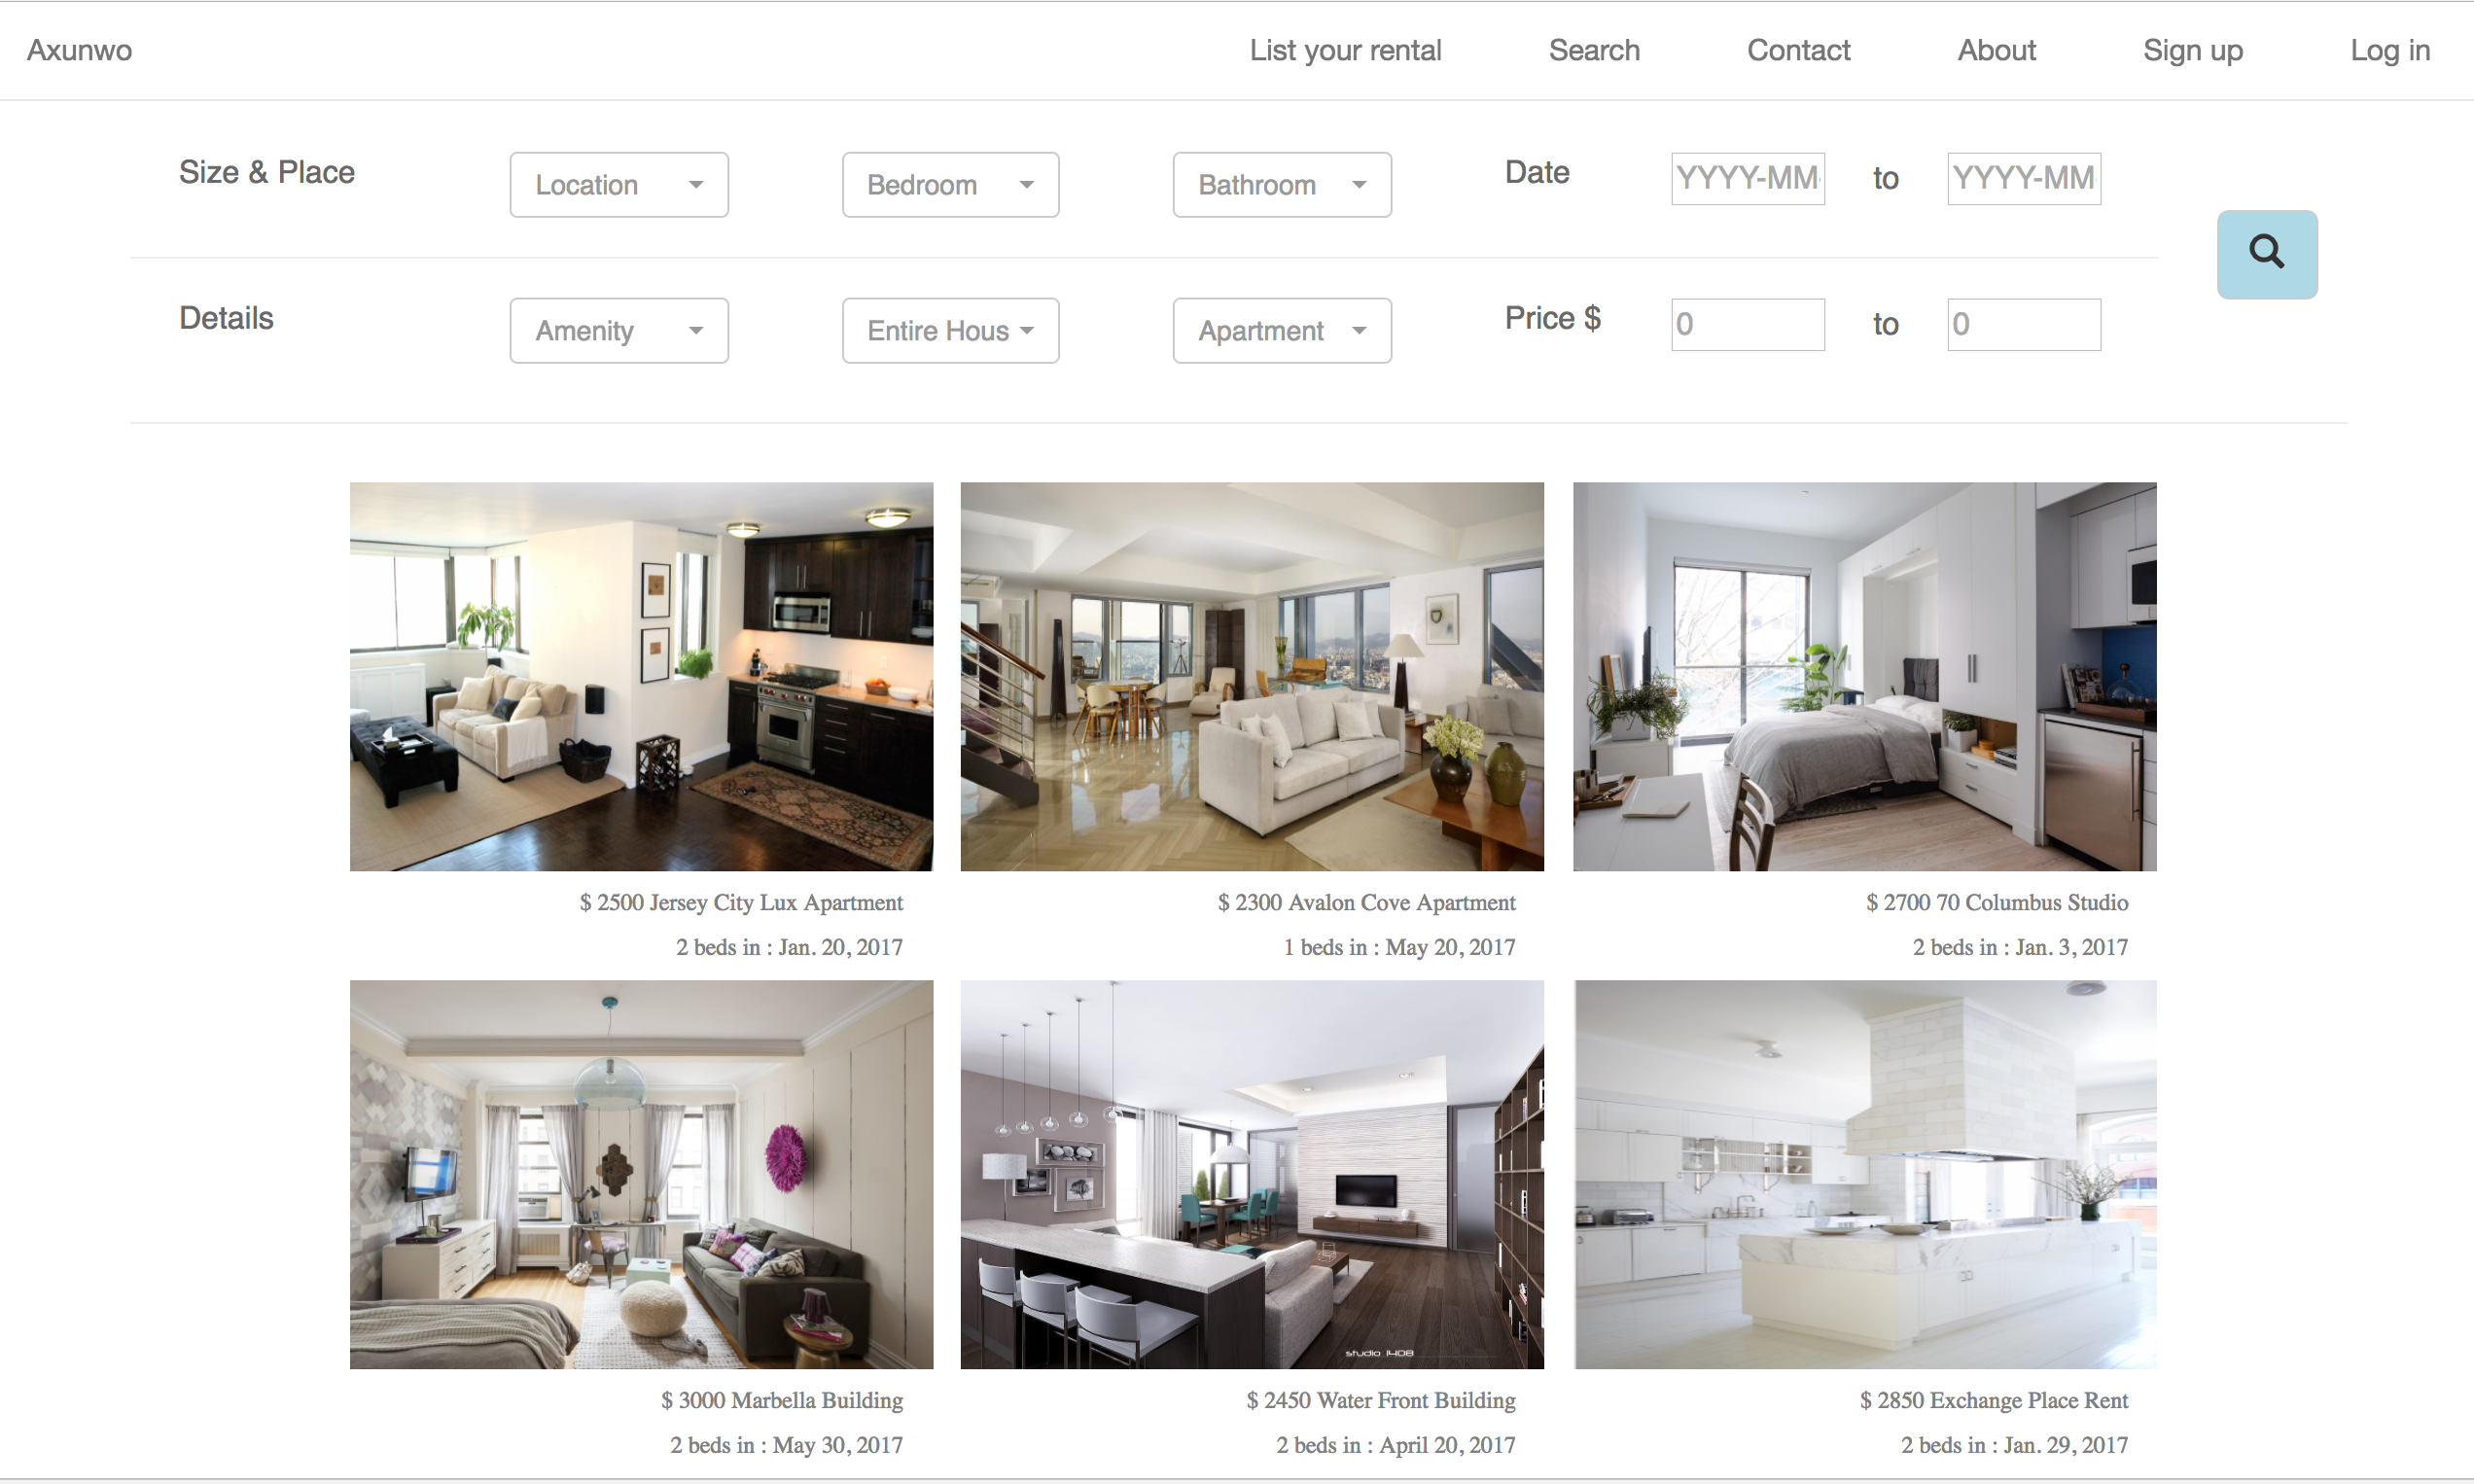 Axunwo List your rental Search Contact About Sign up Log in
Size & Place Location Bedroom Bathroom Date YYYY-MM- to YYYY-MM
Details Amenity Entire Hous Apartment Price $ 0 to 0
$ 2500 Jersey City Lux Apartment
2 beds in : Jan. 20, 2017
$ 2300 Avalon Cove Apartment
1 beds in : May 20, 2017
$ 2700 70 Columbus Studio
2 beds in : Jan. 3, 2017
studio 1408
$ 3000 Marbella Building
2 beds in : May 30, 2017
$ 2450 Water Front Building
2 beds in : April 20, 2017
$ 2850 Exchange Place Rent
2 beds in : Jan. 29, 2017